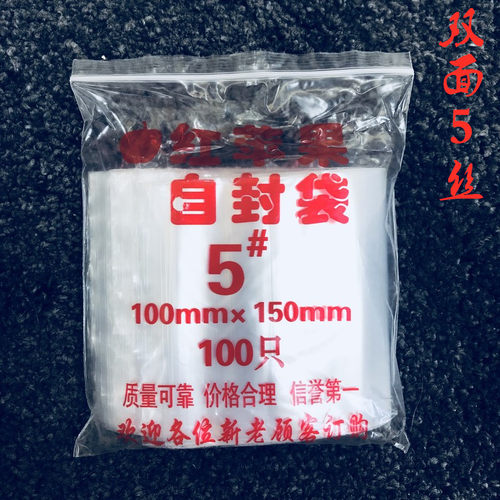 双面5丝
红苹果
自封袋
5#
100mm×150mm
100只
质量可靠 价格合理 信誉第一
欢迎各位新老顾客订购